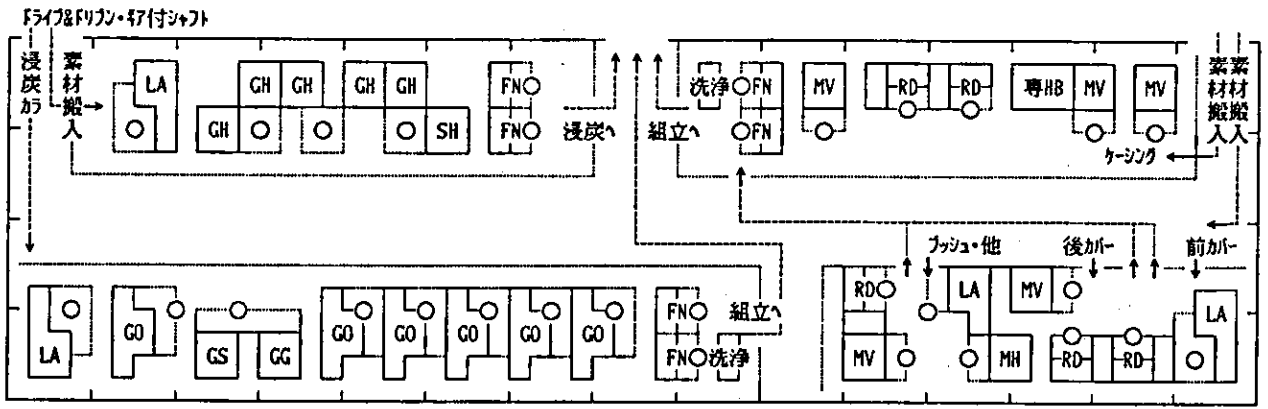 ドライブ&ドリブン・ギア付シャフト
浸炭カラ
素材搬入
LA
GH
GH
GH
GH
GH
SH
FN
FN
浸炭へ
組立へ
洗浄
FN
FN
MV
RD
RD
専HB
MV
MV
素材搬入
素材搬入
ケーシング
ブッシュ・他
後カバー
前カバー
LA
GO
GS
GG
GO
GO
GO
GO
GO
FN
FN
組立へ
洗浄
RD
MV
LA
MV
MH
RD
RD
LA